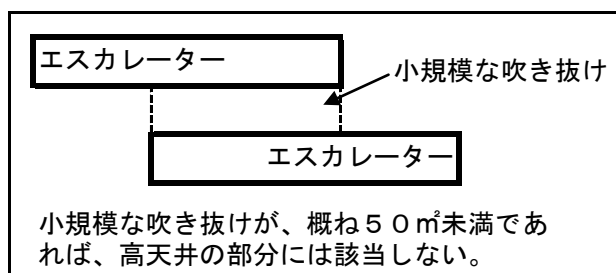 エスカレーター
小規模な吹き抜け
エスカレーター
小規模な吹き抜けが、概ね５０㎡未満であ
れば、高天井の部分には該当しない。